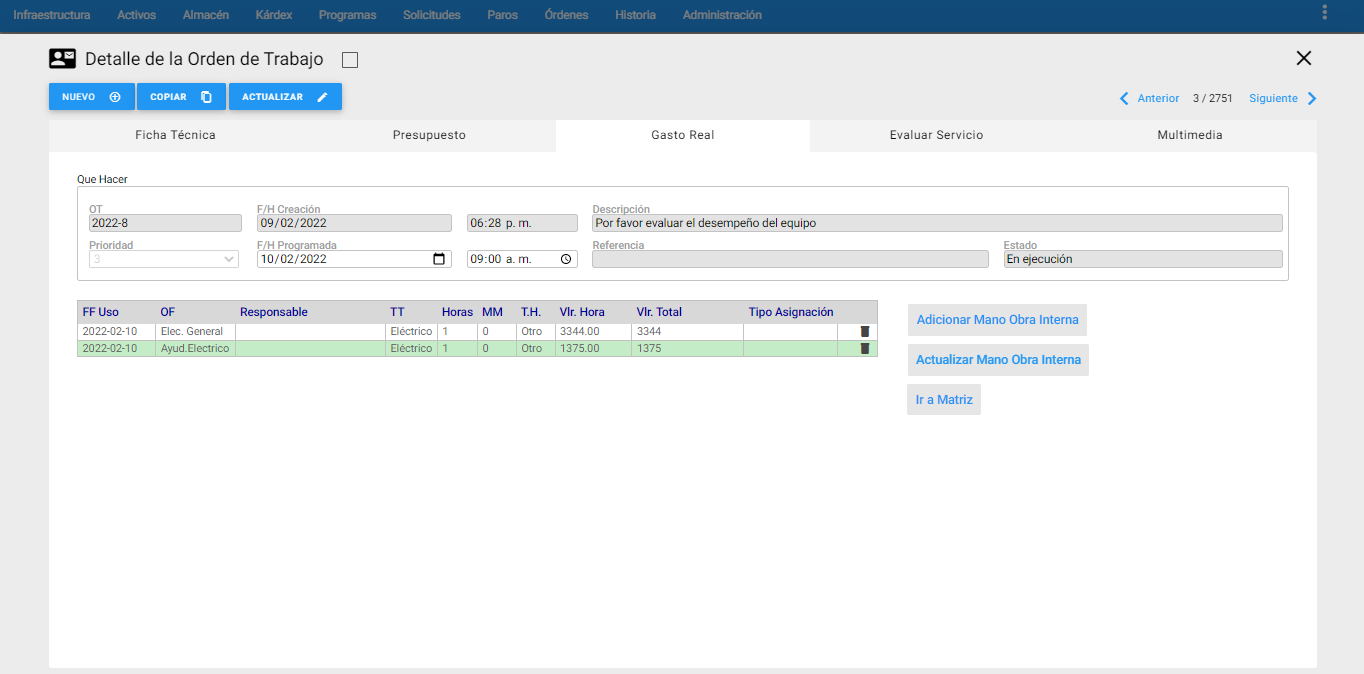 Infraestructura Activos Almacén Kárdex Programas Solicitudes Paros Órdenes Historia Administración
Detalle de la Orden de Trabajo
NUEVO COPIAR ACTUALIZAR Anterior 3 / 2751 Siguiente
Ficha Técnica Presupuesto Gasto Real Evaluar Servicio Multimedia
Que Hacer
OT F/H Creación Descripción
2022-8 09/02/2022 06:28 p. m. Por favor evaluar el desempeño del equipo
Prioridad F/H Programada Referencia Estado
3 10/02/2022 09:00 a. m. En ejecución
FF Uso OF Responsable TT Horas MM T.H. Vlr. Hora Vlr. Total Tipo Asignación
2022-02-10 Elec. General Eléctrico 1 0 Otro 3344.00 3344
2022-02-10 Ayud.Electrico Eléctrico 1 0 Otro 1375.00 1375
Adicionar Mano Obra Interna
Actualizar Mano Obra Interna
Ir a Matriz